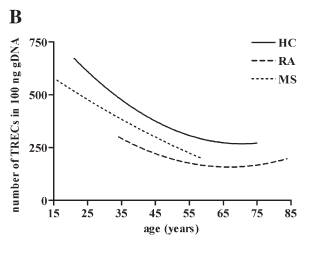 B
number of TRECs in 100 ng gDNA
750
500
250
0
15 25 35 45 55 65 75 85
age (years)
HC
RA
MS